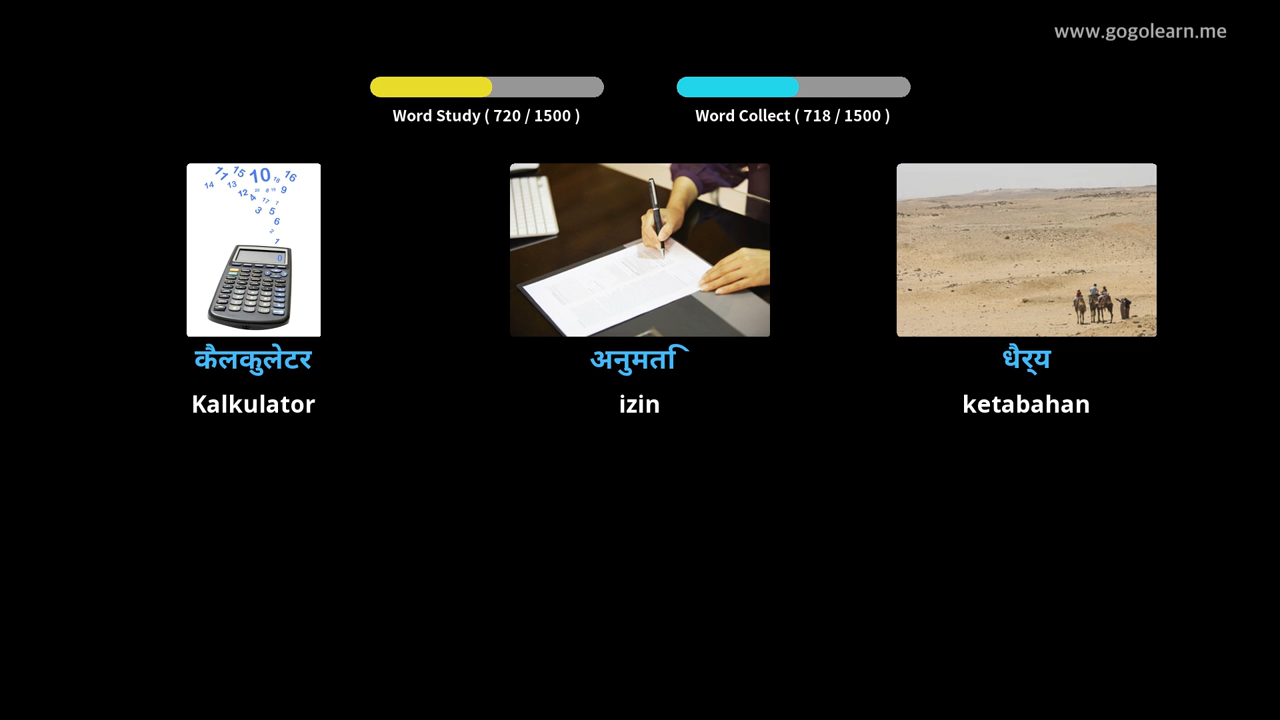 www.gogolearn.me
Word Study ( 720 / 1500 )
Word Collect ( 718 / 1500 )
कैलकुलेटर
अनुमति
धैर्य
Kalkulator
izin
ketabahan